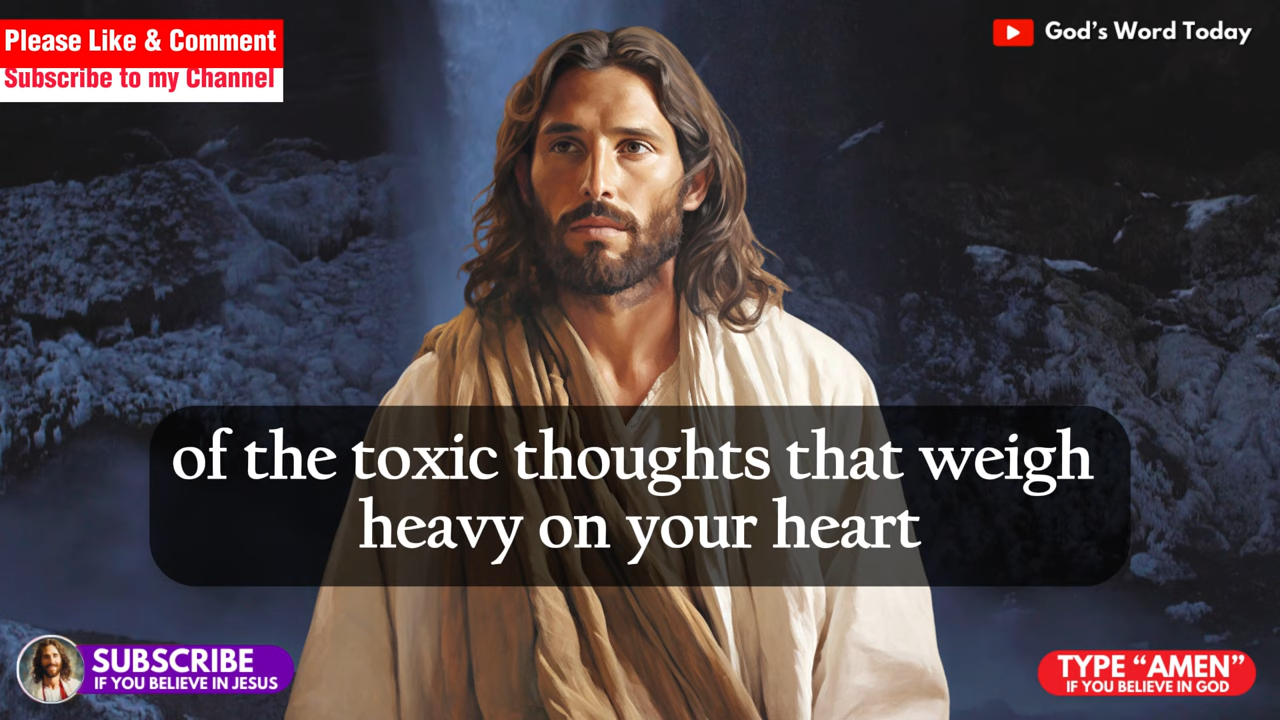 Please Like & Comment
Subscribe to my Channel
God's Word Today
of the toxic thoughts that weigh
heavy on your heart
SUBSCRIBE
IF YOU BELIEVE IN JESUS
TYPE “AMEN”
IF YOU BELIEVE IN GOD